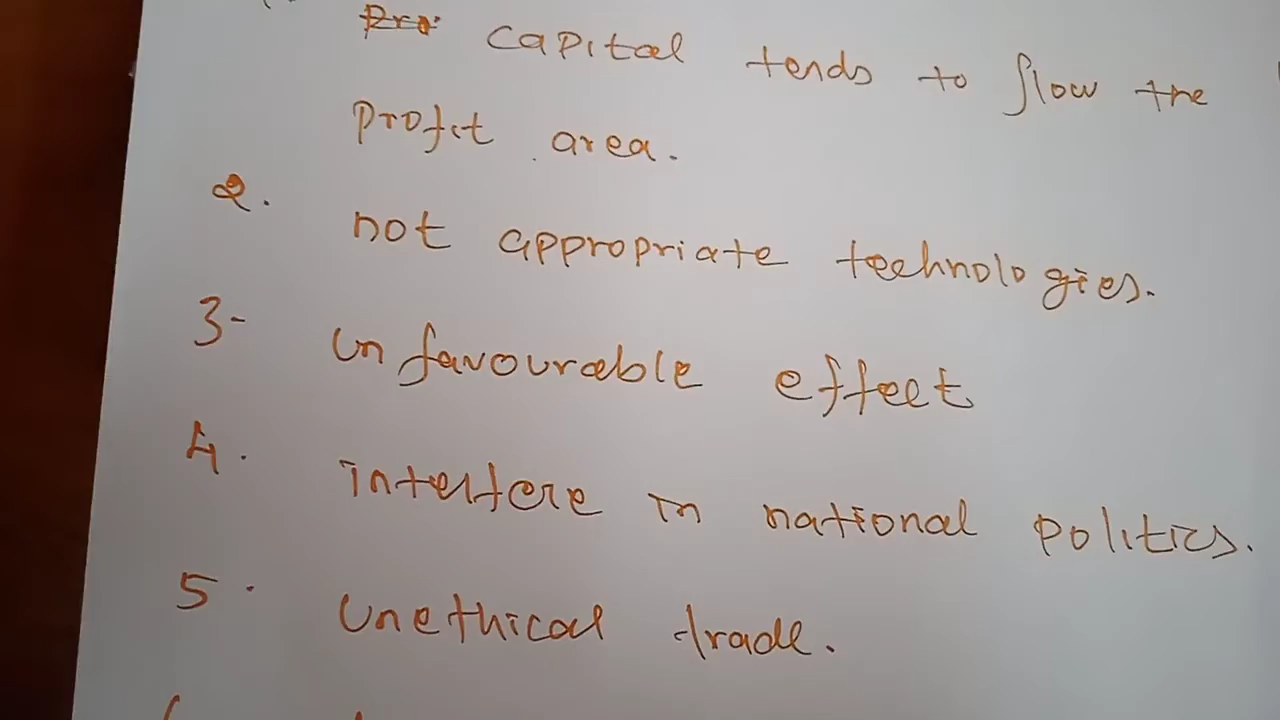 capital tends to flow the
profit area.
2. not appropriate technologies.
3- unfavourable effect
4. interfere in national politics.
5. unethical trade.